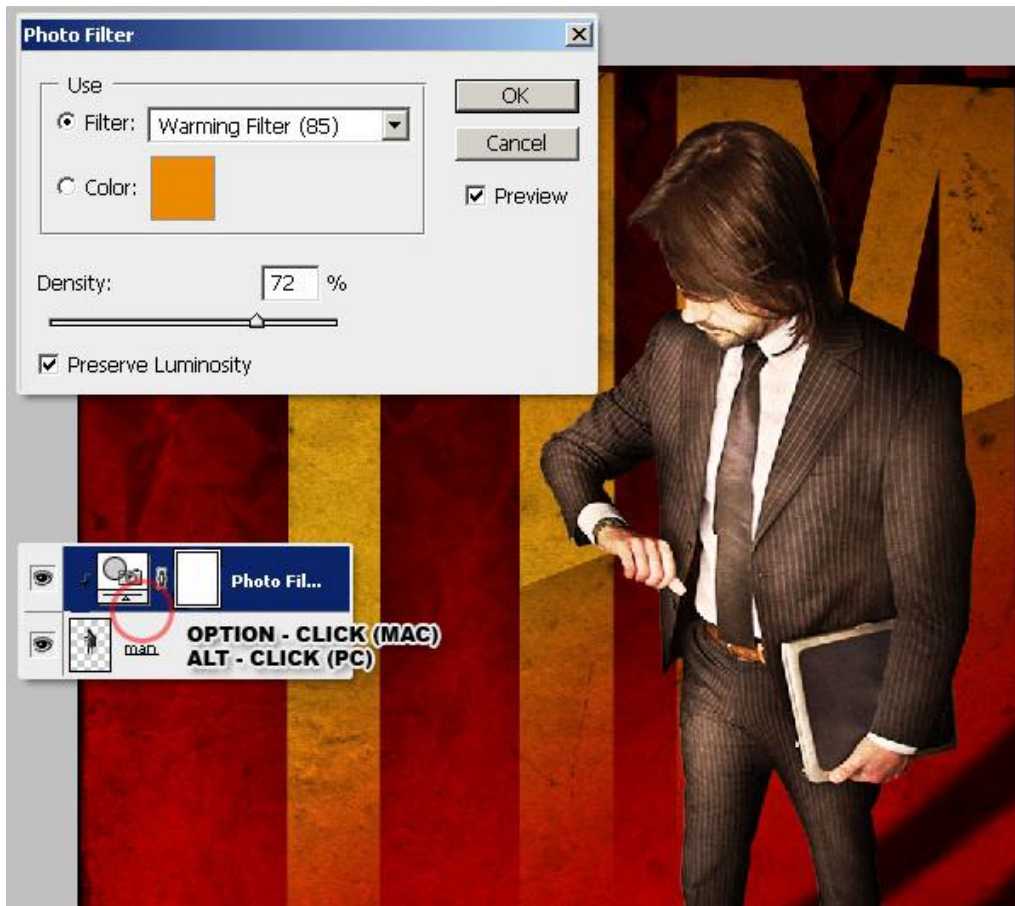 Photo Filter
Use
Filter: Warming Filter (85)
OK
Cancel
Color:
Preview
Density: 72 %
Preserve Luminosity
Photo Fil...
man
OPTION - CLICK (MAC)
ALT - CLICK (PC)